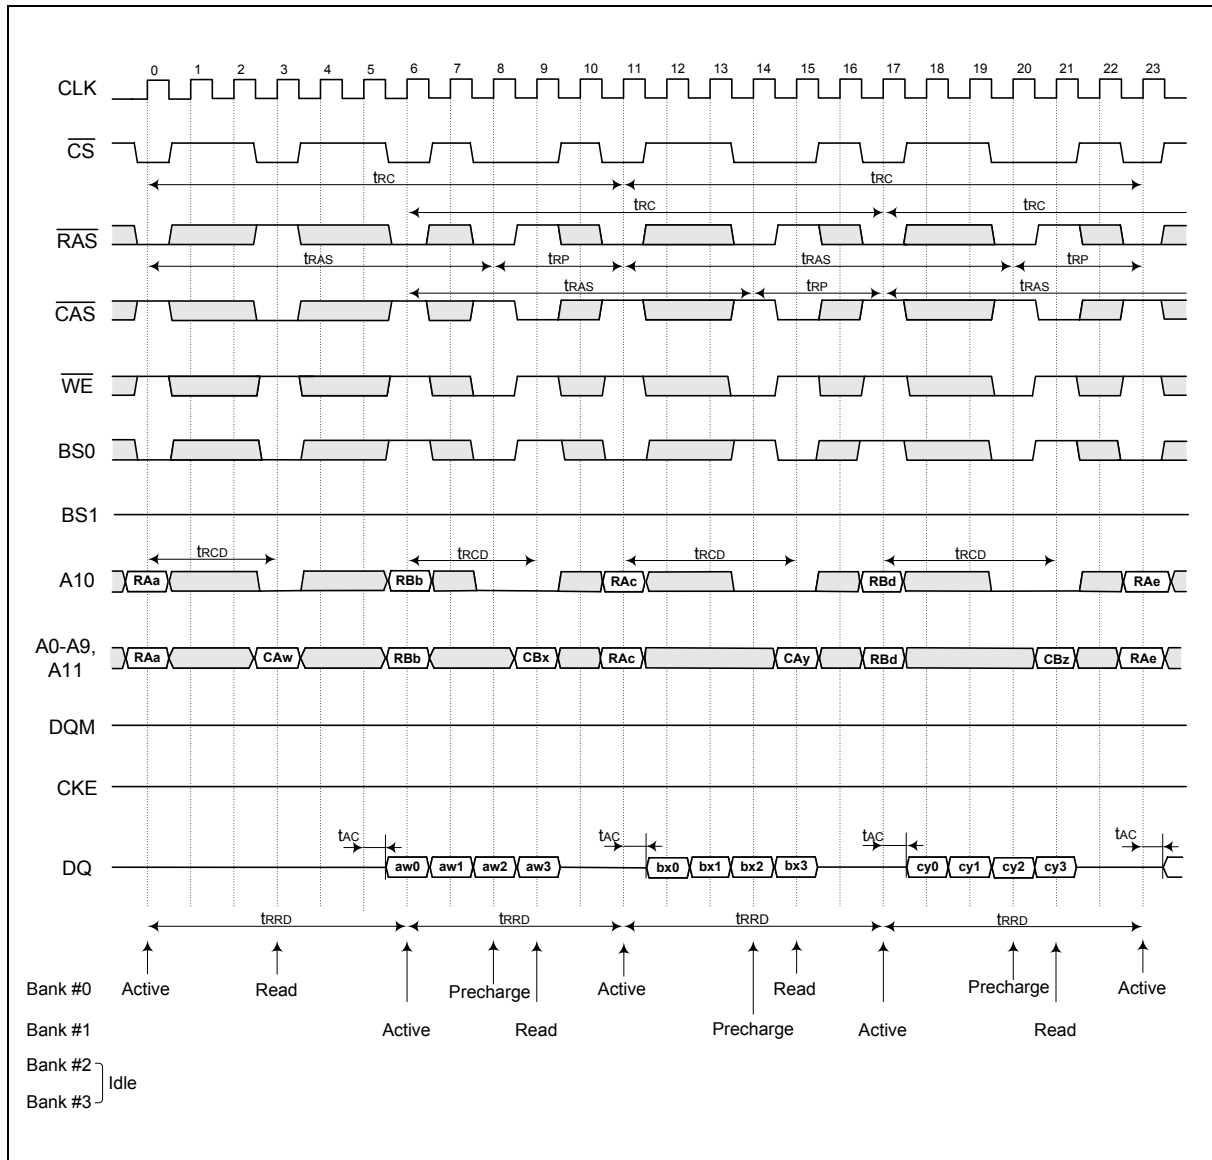 0 1 2 3 4 5 6 7 8 9 10 11 12 13 14 15 16 17 18 19 20 21 22 23
CLK
CS
tRC tRC
tRC tRC
RAS
tRAS tRP tRAS tRP
tRAS tRP tRAS
CAS
WE
BS0
BS1
tRCD tRCD tRCD tRCD
A10 RAa RBb RAc RBd RAe
A0-A9, A11 RAa CAw RBb CBx RAc CAy RBd CBz RAe
DQM
CKE
tAC tAC tAC tAC
DQ aw0 aw1 aw2 aw3 bx0 bx1 bx2 bx3 cy0 cy1 cy2 cy3
tRRD tRRD tRRD tRRD
Bank #0 Active Read Precharge Active Read Precharge Active
Bank #1 Active Read Precharge Active Read
Bank #2
Idle
Bank #3